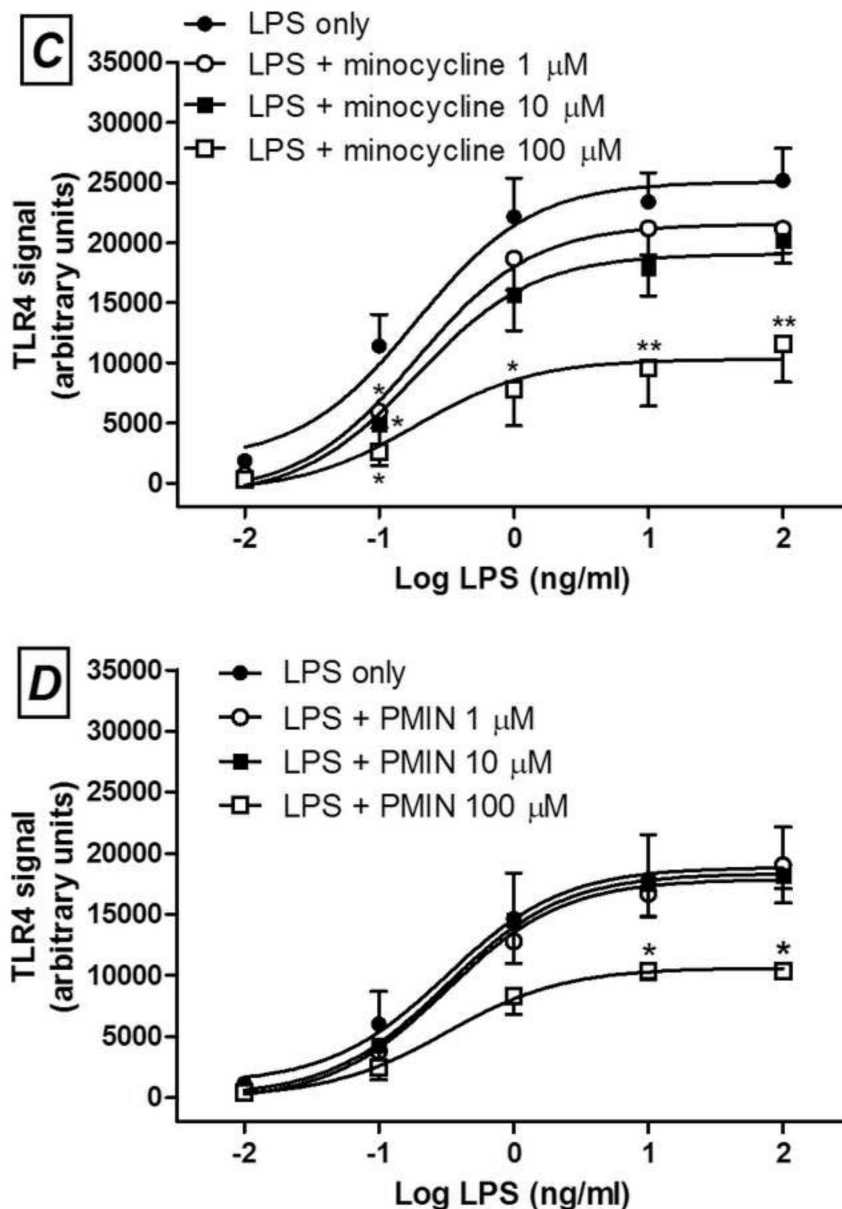 C
LPS only
LPS + minocycline 1 μM
LPS + minocycline 10 μM
LPS + minocycline 100 μM
TLR4 signal
(arbitrary units)
35000
30000
25000
20000
15000
10000
5000
0
*
*
*
*
**
**
-2 -1 0 1 2
Log LPS (ng/ml)
D
LPS only
LPS + PMIN 1 μM
LPS + PMIN 10 μM
LPS + PMIN 100 μM
TLR4 signal
(arbitrary units)
35000
30000
25000
20000
15000
10000
5000
0
* *
-2 -1 0 1 2
Log LPS (ng/ml)